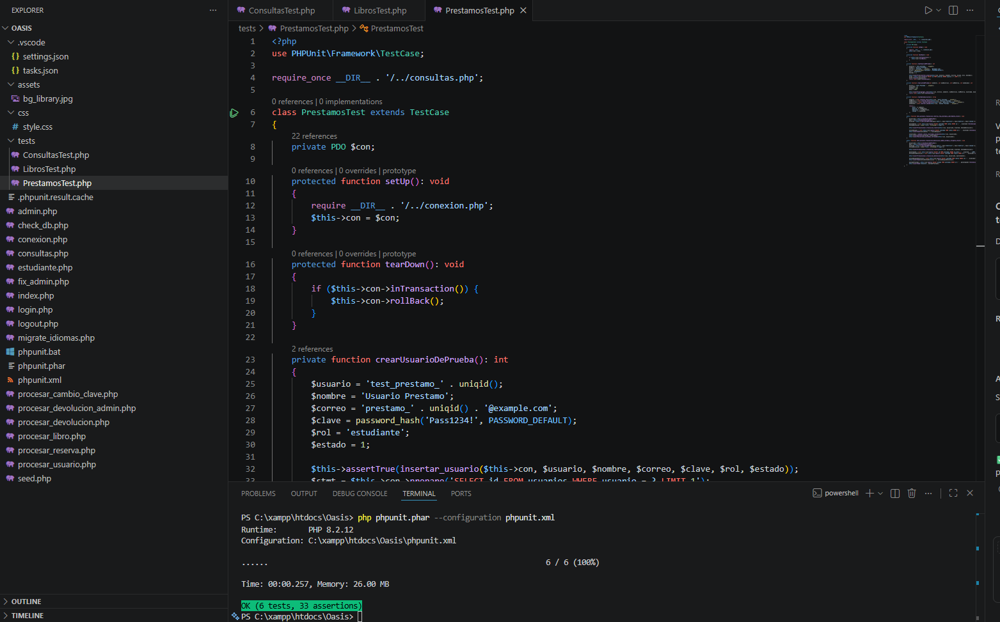 EXPLORER
OASIS
.vscode
settings.json
tasks.json
assets
bg_library.jpg
css
style.css
tests
ConsultasTest.php
LibrosTest.php
PrestamosTest.php
.phpunit.result.cache
admin.php
check_db.php
conexion.php
consultas.php
estudiante.php
fix_admin.php
index.php
login.php
logout.php
migrate_idiomas.php
phpunit.bat
phpunit.phar
phpunit.xml
procesar_cambio_clave.php
procesar_devolucion_admin.php
procesar_devolucion.php
procesar_libro.php
procesar_reserva.php
procesar_usuario.php
seed.php
OUTLINE
TIMELINE
ConsultasTest.php LibrosTest.php PrestamosTest.php
tests > PrestamosTest.php > PrestamosTest
1 <?php
2 use PHPUnit\Framework\TestCase;
3
4 require_once __DIR__ . '/../consultas.php';
5
0 references | 0 implementations
6 class PrestamosTest extends TestCase
7 {
22 references
8 private PDO $con;
9
0 references | 0 overrides | prototype
10 protected function setUp(): void
11 {
12 require __DIR__ . '/../conexion.php';
13 $this->con = $con;
14 }
15
0 references | 0 overrides | prototype
16 protected function tearDown(): void
17 {
18 if ($this->con->inTransaction()) {
19 $this->con->rollBack();
20 }
21 }
22
2 references
23 private function crearUsuarioDePrueba(): int
24 {
25 $usuario = 'test_prestamo_' . uniqid();
26 $nombre = 'Usuario Prestamo';
27 $correo = 'prestamo_' . uniqid() . '@example.com';
28 $clave = password_hash('Pass1234!', PASSWORD_DEFAULT);
29 $rol = 'estudiante';
30 $estado = 1;
31
32 $this->assertTrue(insertar_usuario($this->con, $usuario, $nombre, $correo, $clave, $rol, $estado));
33 $stmt = $this->con->prepare('SELECT id FROM usuarios WHERE usuario = ? LIMIT 1');
PROBLEMS OUTPUT DEBUG CONSOLE TERMINAL PORTS
powershell
PS C:\xampp\htdocs\Oasis> php phpunit.phar --configuration phpunit.xml
Runtime: PHP 8.2.12
Configuration: C:\xampp\htdocs\Oasis\phpunit.xml
...... 6 / 6 (100%)
Time: 00:00.257, Memory: 26.00 MB
OK (6 tests, 33 assertions)
PS C:\xampp\htdocs\Oasis>